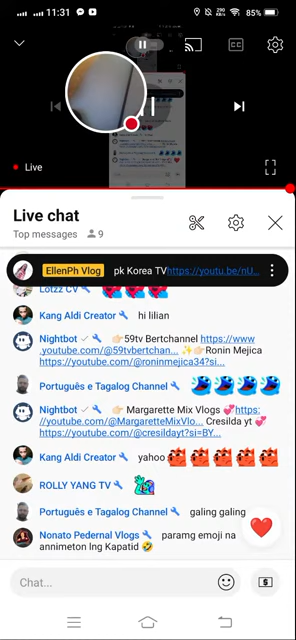 11:31
290 KB/s
85%
Live
Live chat
Top messages 9
EllenPh Vlog pk Korea TV https://youtu.be/nU...
Lotzz CV
Kang Aldi Creator hi lilian
Nightbot 59tv Bertchannel https://www
.youtube.com/@59tvbertchan... Ronin Mejica
https://youtube.com/@roninmejica34?si...
Português e Tagalog Channel
Nightbot Margarette Mix Vlogs https:
//youtube.com/@MargaretteMixVlo... Cresilda yt
https://youtube.com/@cresildayt?si=BY...
Kang Aldi Creator yahoo
ROLLY YANG TV
Português e Tagalog Channel galing galing
Nonato Pedernal Vlogs paramg emoji na
annimeton lng Kapatid
Chat...